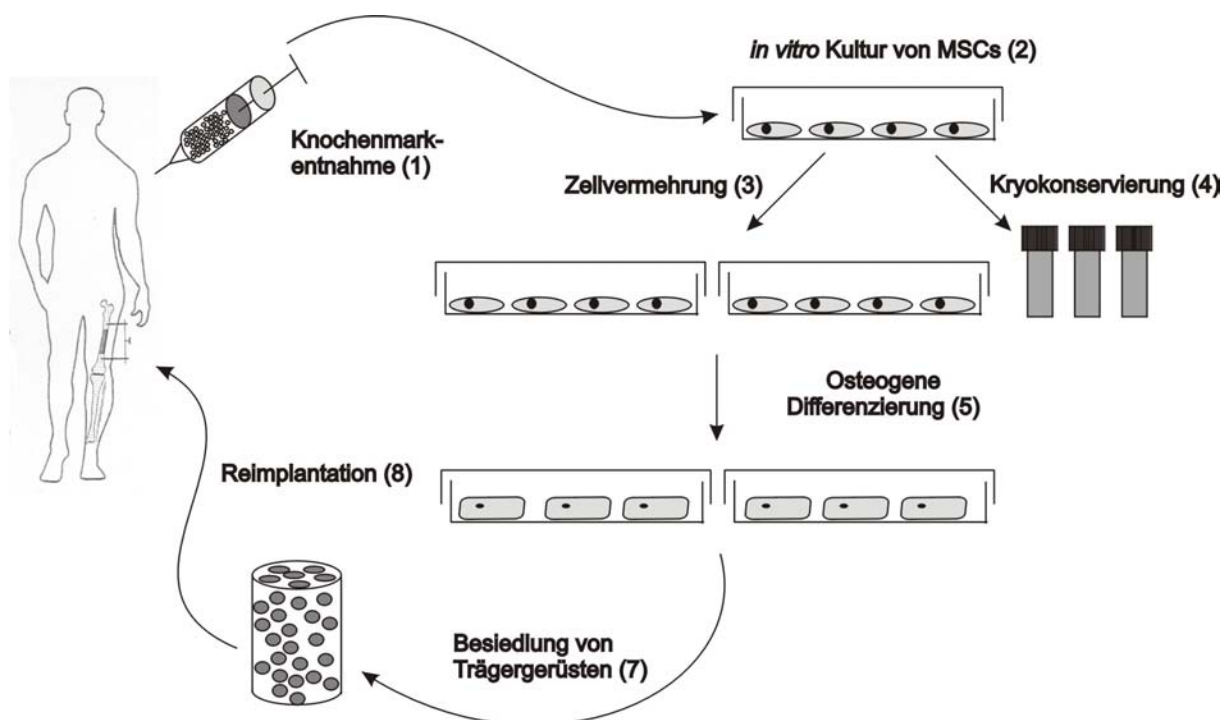 in vitro Kultur von MSCs (2)
Knochenmark-
entnahme (1)
Zellvermehrung (3)
Kryokonservierung (4)
Osteogene
Differenzierung (5)
Reimplantation (8)
Besiedlung von
Trägergerüsten (7)